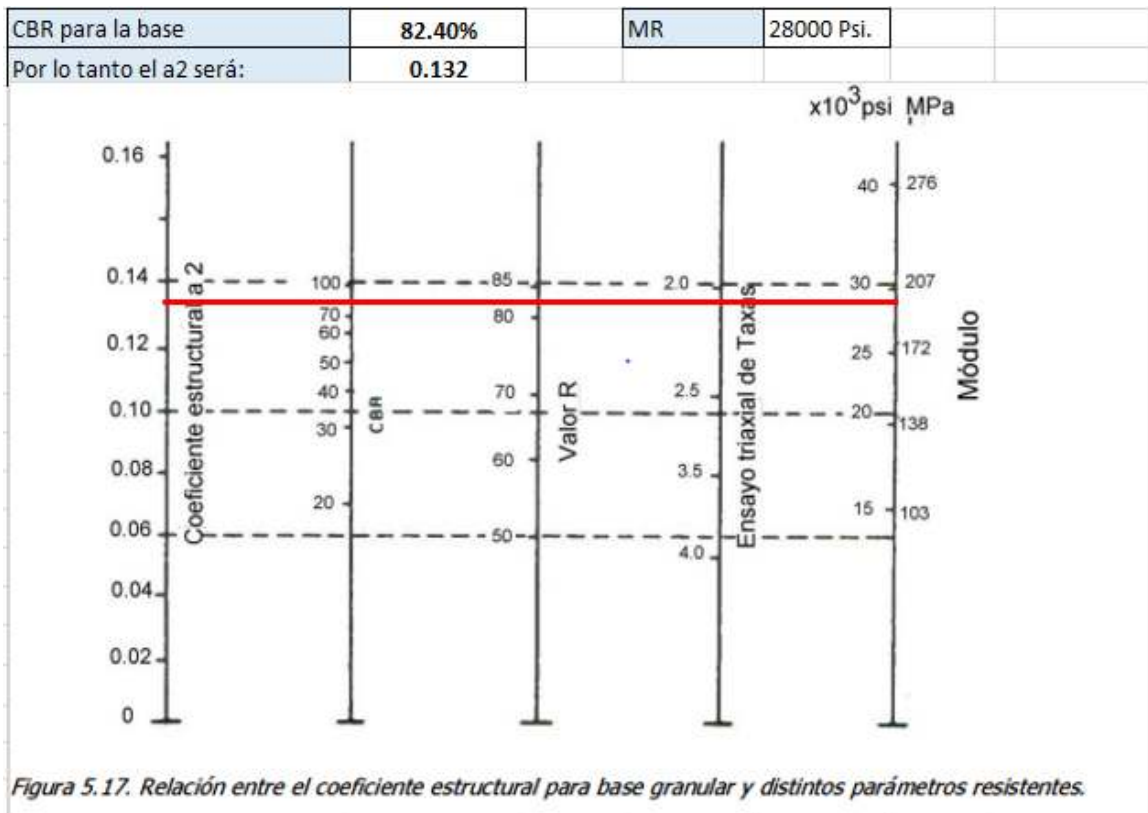 CBR para la base 82.40% MR 28000 Psi.
Por lo tanto el a2 será: 0.132
x10³psi MPa
0.16
40 276
0.14 100 85 2.0 30 207
70 80
60
0.12 50 25 172
40 70 2.5
0.10 20
30 138
60
0.08 3.5
20 15 103
0.06 50
4.0
0.04
0.02
0
Coeficiente estructural a 2
CBR
Valor R
Ensayo triaxial de Taxas
Módulo
Figura 5.17. Relación entre el coeficiente estructural para base granular y distintos parámetros resistentes.